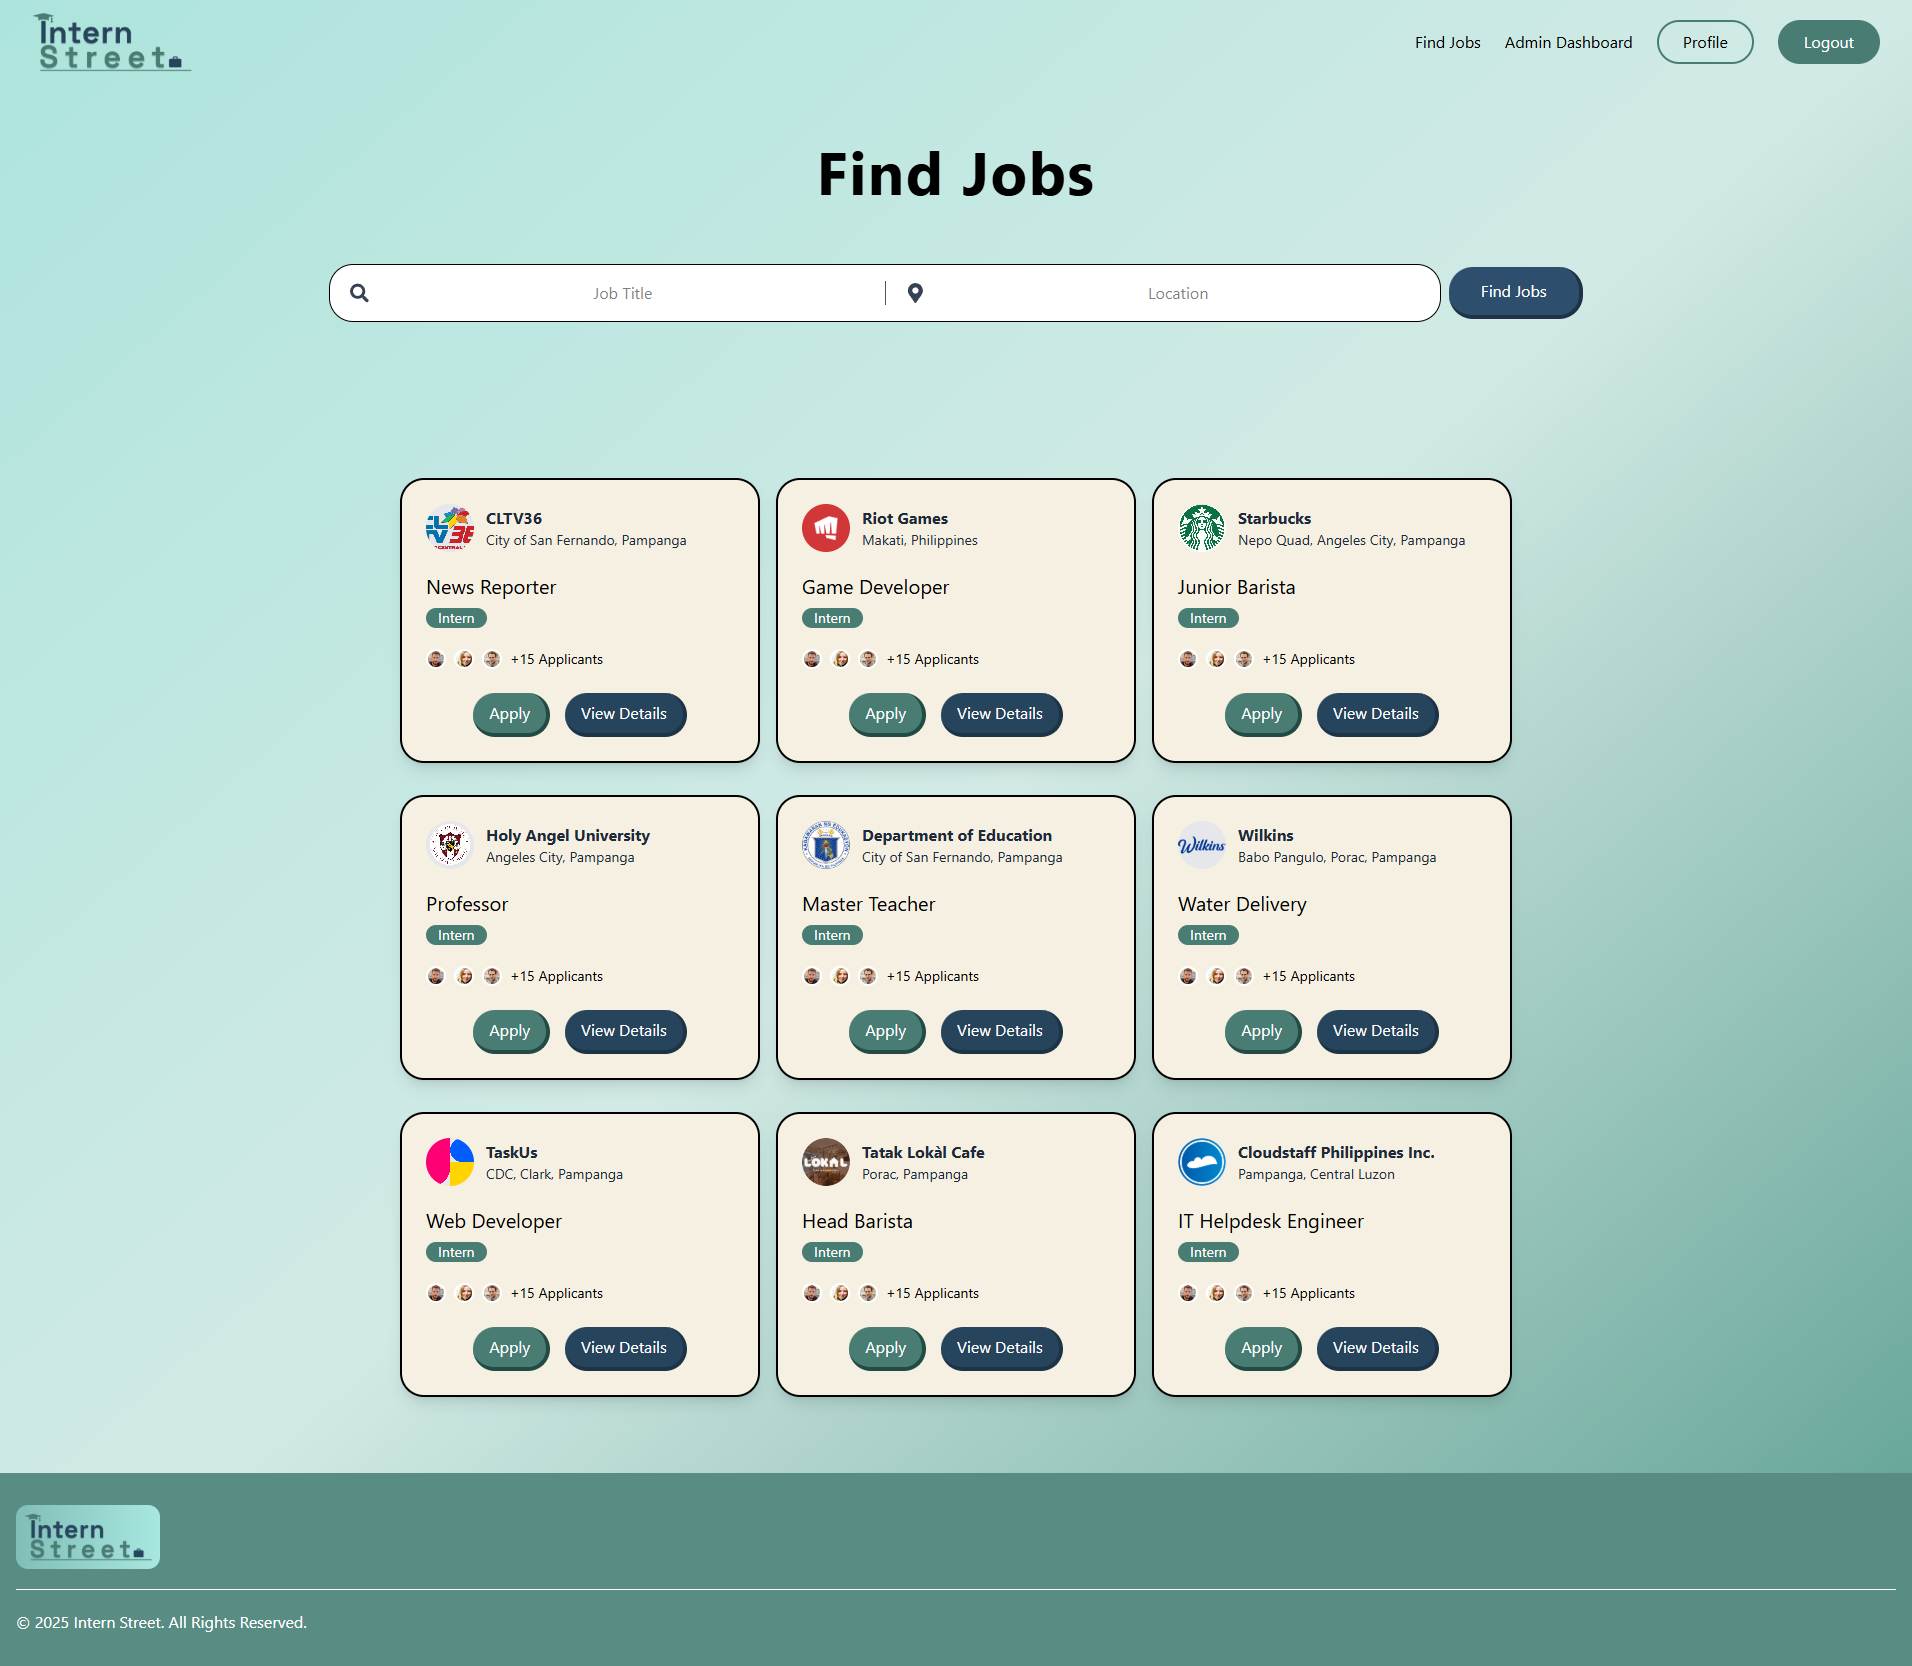 Intern
Street
Find Jobs
Admin Dashboard
Profile
Logout
Find Jobs
Job Title
Location
Find Jobs
CLTV36
City of San Fernando, Pampanga
News Reporter
Intern
+15 Applicants
Apply
View Details
Riot Games
Makati, Philippines
Game Developer
Intern
+15 Applicants
Apply
View Details
Starbucks
Nepo Quad, Angeles City, Pampanga
Junior Barista
Intern
+15 Applicants
Apply
View Details
Holy Angel University
Angeles City, Pampanga
Professor
Intern
+15 Applicants
Apply
View Details
Department of Education
City of San Fernando, Pampanga
Master Teacher
Intern
+15 Applicants
Apply
View Details
Wilkins
Wilkins
Babo Pangulo, Porac, Pampanga
Water Delivery
Intern
+15 Applicants
Apply
View Details
TaskUs
CDC, Clark, Pampanga
Web Developer
Intern
+15 Applicants
Apply
View Details
LOKAL
Tatak Lokàl Cafe
Porac, Pampanga
Head Barista
Intern
+15 Applicants
Apply
View Details
Cloudstaff Philippines Inc.
Pampanga, Central Luzon
IT Helpdesk Engineer
Intern
+15 Applicants
Apply
View Details
Intern
Street
© 2025 Intern Street. All Rights Reserved.